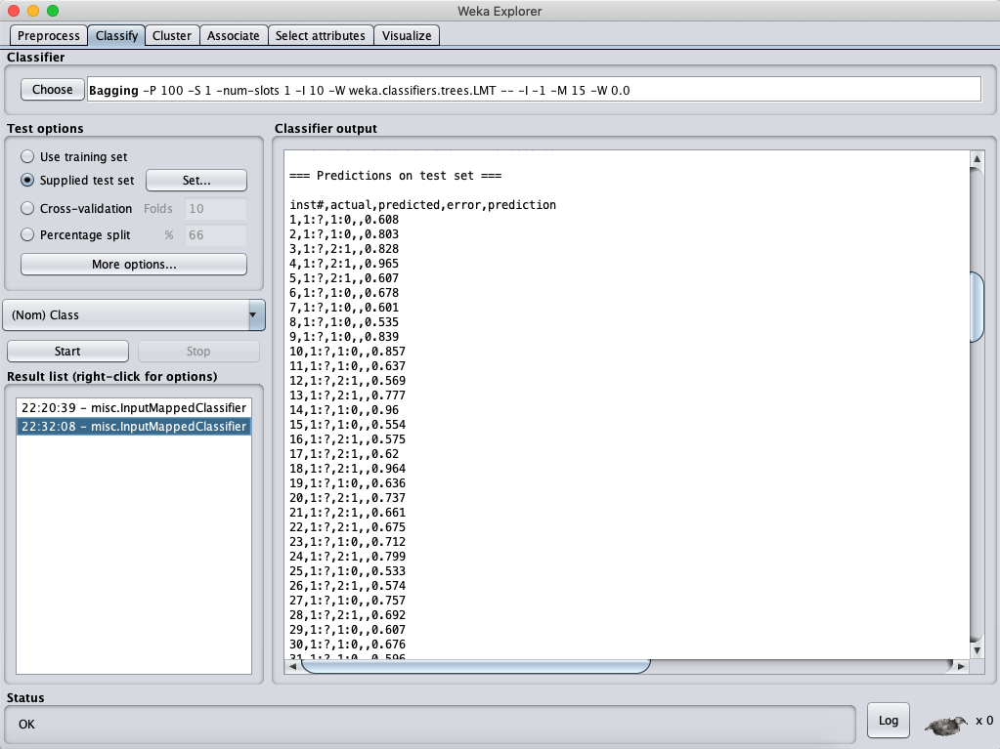 Weka Explorer
Preprocess Classify Cluster Associate Select attributes Visualize
Classifier
Choose Bagging -P 100 -S 1 -num-slots 1 -I 10 -W weka.classifiers.trees.LMT -- -I -1 -M 15 -W 0.0
Test options
Use training set
Supplied test set Set...
Cross-validation Folds 10
Percentage split % 66
More options...
(Nom) Class
Start Stop
Result list (right-click for options)
22:20:39 - misc.InputMappedClassifier
22:32:08 - misc.InputMappedClassifier
Classifier output
=== Predictions on test set ===
inst#,actual,predicted,error,prediction
1,1:?,1:0,,0.608
2,1:?,1:0,,0.803
3,1:?,2:1,,0.828
4,1:?,2:1,,0.965
5,1:?,2:1,,0.607
6,1:?,1:0,,0.678
7,1:?,1:0,,0.601
8,1:?,1:0,,0.535
9,1:?,1:0,,0.839
10,1:?,1:0,,0.857
11,1:?,1:0,,0.637
12,1:?,2:1,,0.569
13,1:?,2:1,,0.777
14,1:?,1:0,,0.96
15,1:?,1:0,,0.554
16,1:?,2:1,,0.575
17,1:?,2:1,,0.62
18,1:?,2:1,,0.964
19,1:?,1:0,,0.636
20,1:?,2:1,,0.737
21,1:?,2:1,,0.661
22,1:?,2:1,,0.675
23,1:?,1:0,,0.712
24,1:?,2:1,,0.799
25,1:?,1:0,,0.533
26,1:?,2:1,,0.574
27,1:?,1:0,,0.757
28,1:?,2:1,,0.692
29,1:?,1:0,,0.607
30,1:?,1:0,,0.676
31,1:?,1:0,,0.596
Status
OK
Log x 0